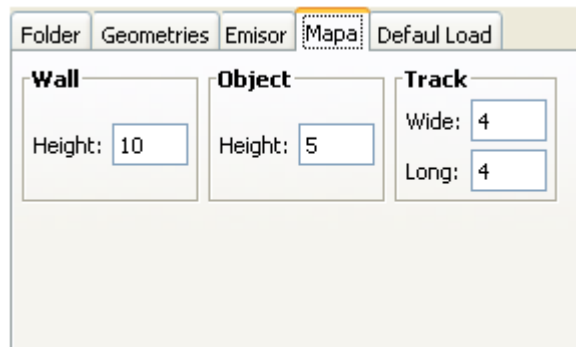 Folder Geometries Emisor Mapa Defaul Load
Wall
Height: 10
Object
Height: 5
Track
Wide: 4
Long: 4